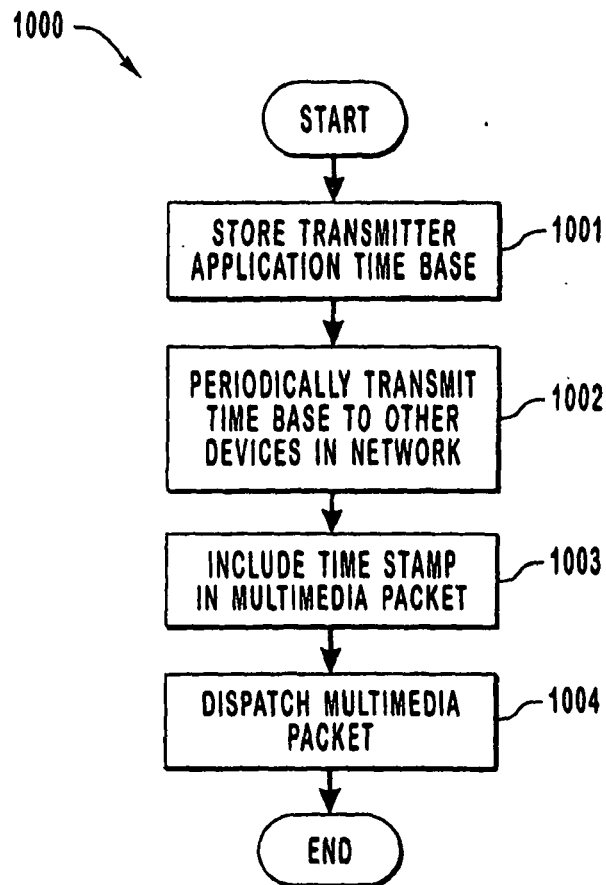 1000
START
STORE TRANSMITTER
APPLICATION TIME BASE
1001
PERIODICALLY TRANSMIT
TIME BASE TO OTHER
DEVICES IN NETWORK
1002
INCLUDE TIME STAMP
IN MULTIMEDIA PACKET
1003
DISPATCH MULTIMEDIA
PACKET
1004
END